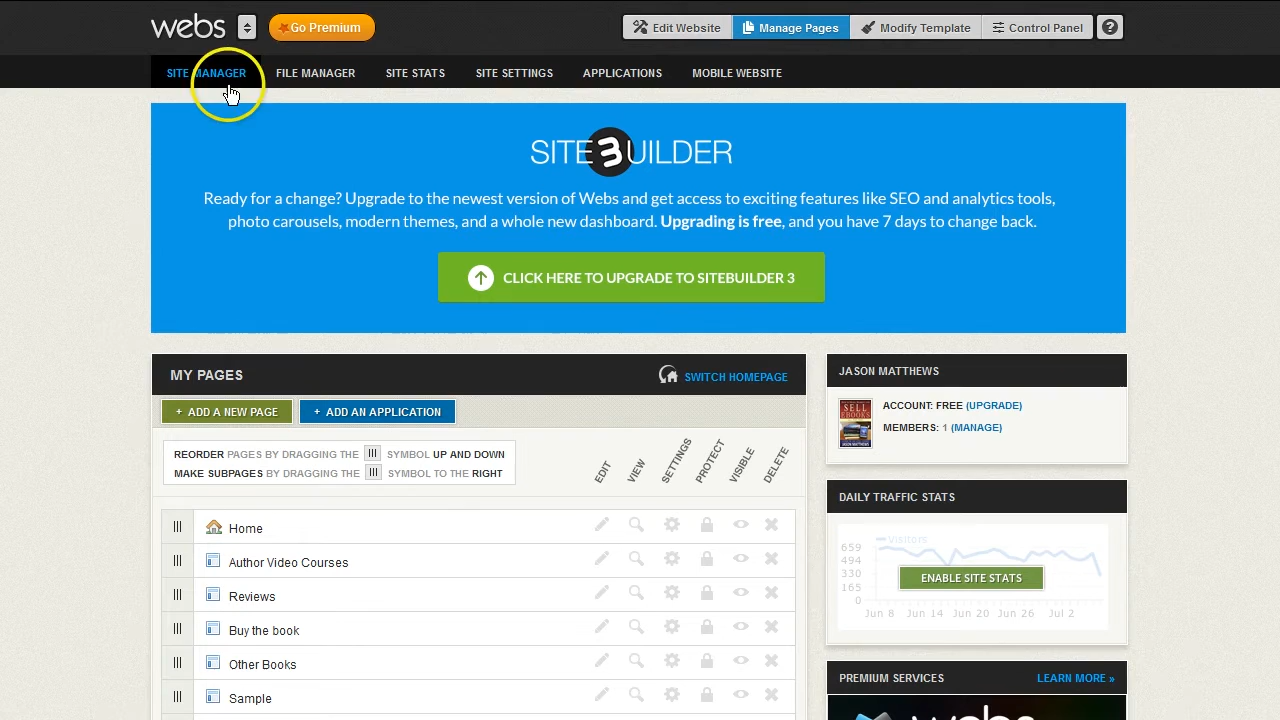 webs
Go Premium
Edit Website
Manage Pages
Modify Template
Control Panel
?
SITE MANAGER
FILE MANAGER
SITE STATS
SITE SETTINGS
APPLICATIONS
MOBILE WEBSITE
SITE3UILDER
Ready for a change? Upgrade to the newest version of Webs and get access to exciting features like SEO and analytics tools,
photo carousels, modern themes, and a whole new dashboard. Upgrading is free, and you have 7 days to change back.
CLICK HERE TO UPGRADE TO SITEBUILDER 3
MY PAGES
SWITCH HOMEPAGE
+ ADD A NEW PAGE
+ ADD AN APPLICATION
REORDER PAGES BY DRAGGING THE SYMBOL UP AND DOWN
MAKE SUBPAGES BY DRAGGING THE SYMBOL TO THE RIGHT
EDIT
VIEW
SETTINGS
PROTECT
VISIBLE
DELETE
Home
Author Video Courses
Reviews
Buy the book
Other Books
Sample
JASON MATTHEWS
SELL
EBOOKS
JASON MATTHEWS
ACCOUNT: FREE (UPGRADE)
MEMBERS: 1 (MANAGE)
DAILY TRAFFIC STATS
Visitors
659
494
330
165
0
ENABLE SITE STATS
Jun 8 Jun 14 Jun 20 Jun 26 Jul 2
PREMIUM SERVICES
LEARN MORE »
webs